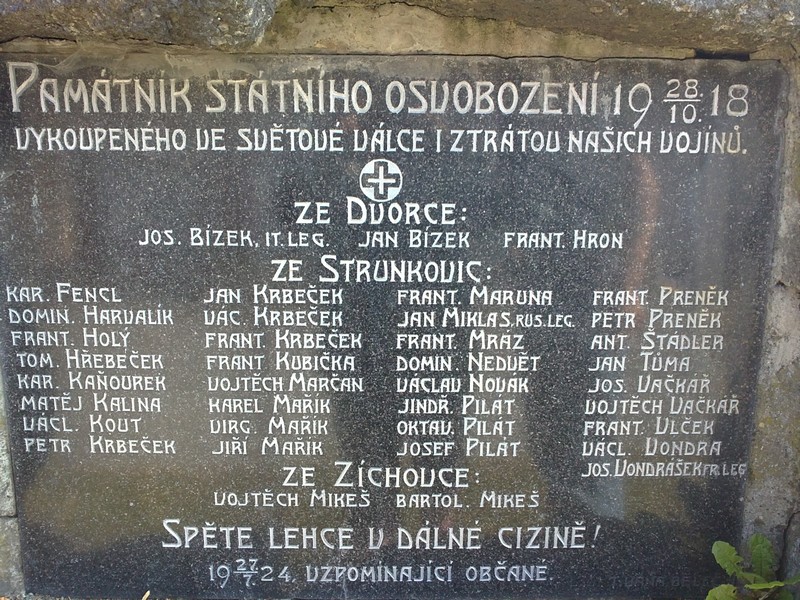 PAMÁTNÍK STÁTNÍHO OSVOBOZENÍ 19 28./10. 18
VYKOUPENÉHO VE SVĚTOVÉ VÁLCE I ZTRÁTOU NAŠICH VOJÍNŮ.
ZE DVORCE:
JOS. BÍZEK, IT. LEG. JAN BÍZEK FRANT. HRON
ZE STRUNKOVIC:
KAR. FENCL JAN KRBEČEK FRANT. MARUNA FRANT. PRENĚK
DOMIN. HARVALÍK VÁC. KRBEČEK JAN MIKLAS, RUS. LEG. PETR PRENĚK
FRANT. HOLÝ FRANT. KRBEČEK FRANT. MRAZ ANT. ŠTÁDLER
TOM. HŘEBEČEK FRANT KUBIČKA DOMIN. NEDVĚT JAN TŮMA
KAR. KAŇOUREK VOJTĚCH MARČAN VÁCLAV NOVAK JOS. VAČKÁŘ
MATĚJ KALINA KAREL MAŘÍK JINDŘ. PILÁT VOJTĚCH VAČKÁŘ
VÁCL. KOUT VIRG. MAŘÍK OKTAV. PILÁT FRANT. VLČEK
PETR KRBEČEK JIŘÍ MAŘÍK JOSEF PILÁT VÁCL. VONDRA
JOS. VONDRÁŠEK FR. LEG
ZE ZÍCHOVCE:
VOJTĚCH MIKEŠ BARTOL. MIKEŠ
SPĚTE LEHCE V DÁLNÉ CIZINĚ!
19 27/7 24. VZPOMÍNAJÍCÍ OBČANÉ.